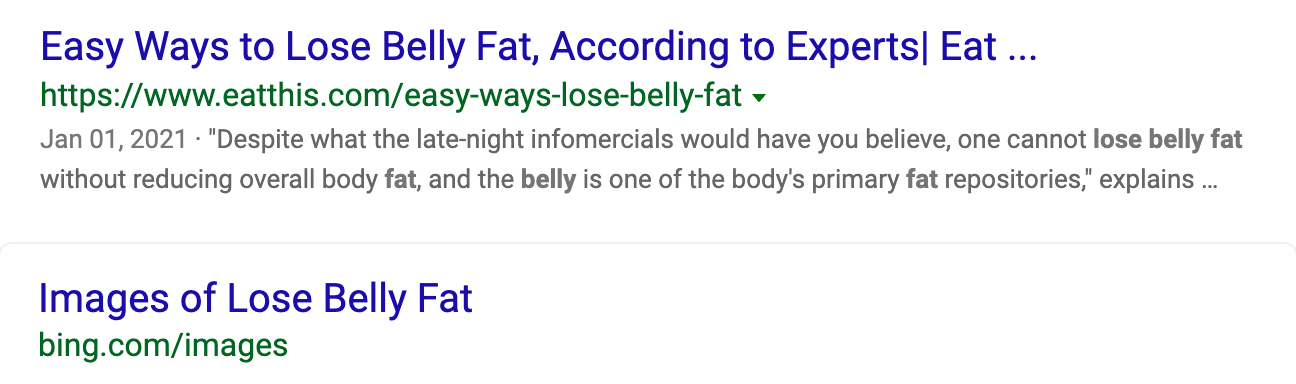 Easy Ways to Lose Belly Fat, According to Experts| Eat ...
https://www.eatthis.com/easy-ways-lose-belly-fat
Jan 01, 2021 · "Despite what the late-night infomercials would have you believe, one cannot lose belly fat
without reducing overall body fat, and the belly is one of the body's primary fat repositories," explains ...
Images of Lose Belly Fat
bing.com/images